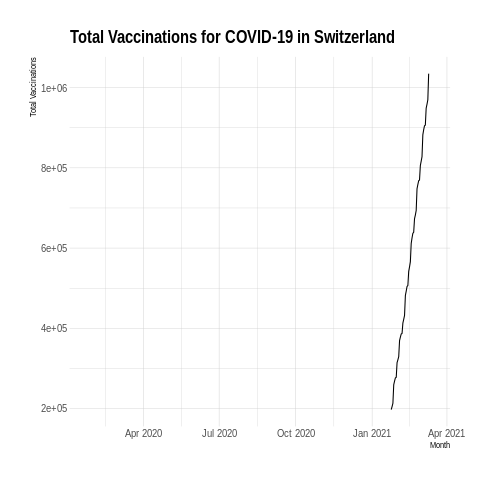 Total Vaccinations for COVID-19 in Switzerland
Total Vaccinations
1e+06
8e+05
6e+05
4e+05
2e+05
Apr 2020 Jul 2020 Oct 2020 Jan 2021 Apr 2021
Month